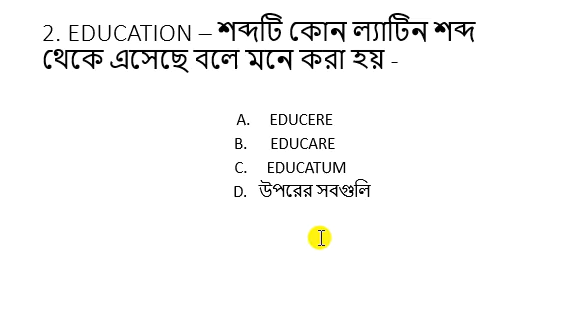 2. EDUCATION – শব্দটি কোন ল্যাটিন শব্দ
থেকে এসেছে বলে মনে করা হয় -
A. EDUCERE
B. EDUCARE
C. EDUCATUM
D. উপরের সবগুলি